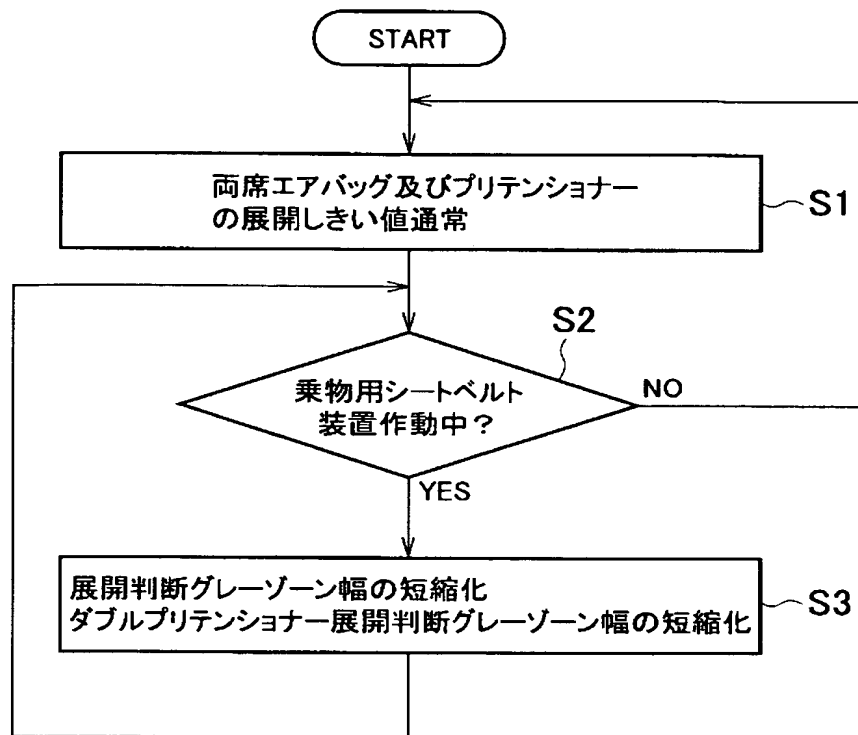 START
両席エアバッグ及びプリテンショナー
の展開しきい値通常
S1
S2
乗物用シートベルト
装置作動中？
NO
YES
展開判断グレーゾーン幅の短縮化
ダブルプリテンショナー展開判断グレーゾーン幅の短縮化
S3